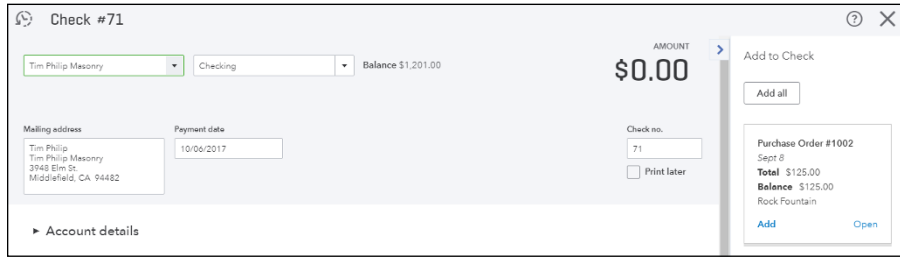 Check #71
Tim Philip Masonry
Checking
Balance $1,201.00
AMOUNT
$0.00
Mailing address
Tim Philip
Tim Philip Masonry
3948 Elm St.
Middlefield, CA 94482
Payment date
10/06/2017
Check no.
71
Print later
Account details
Add to Check
Add all
Purchase Order #1002
Sept 8
Total $125.00
Balance $125.00
Rock Fountain
Add Open